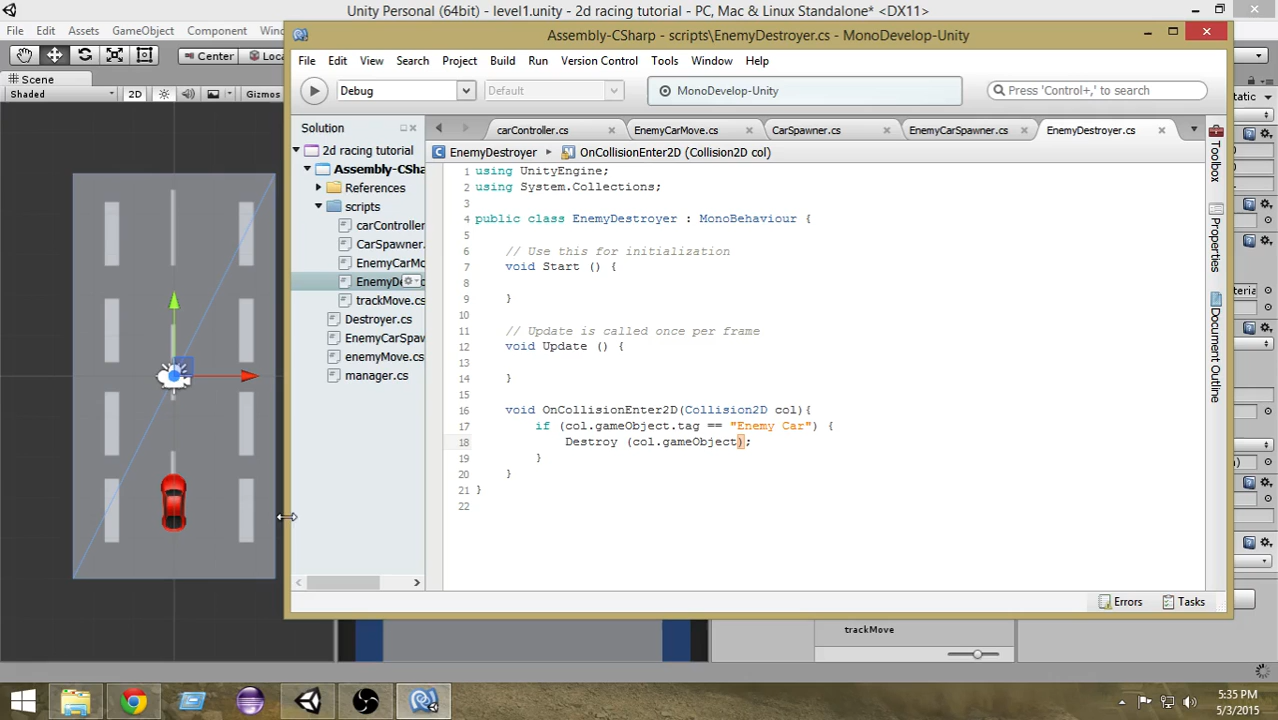 Unity Personal (64bit) - level1.unity - 2d racing tutorial - PC, Mac & Linux Standalone* <DX11>
File Edit Assets GameObject Component
Center
Scene
Shaded 2D Gizmos
Assembly-CSharp - scripts\EnemyDestroyer.cs - MonoDevelop-Unity
File Edit View Search Project Build Run Version Control Tools Window Help
Debug Default MonoDevelop-Unity Press 'Control+,' to search
Solution
carController.cs EnemyCarMove.cs CarSpawner.cs EnemyCarSpawner.cs EnemyDestroyer.cs
EnemyDestroyer OnCollisionEnter2D (Collision2D col)
2d racing tutorial
Assembly-CSha
References
scripts
carController
CarSpawner.
EnemyCarMo
EnemyDe
trackMove.cs
Destroyer.cs
EnemyCarSpaw
enemyMove.cs
manager.cs
1 using UnityEngine;
2 using System.Collections;
3
4 public class EnemyDestroyer : MonoBehaviour {
5
6 // Use this for initialization
7 void Start () {
8
9 }
10
11 // Update is called once per frame
12 void Update () {
13
14 }
15
16 void OnCollisionEnter2D(Collision2D col){
17 if (col.gameObject.tag == "Enemy Car") {
18 Destroy (col.gameObject);
19 }
20 }
21 }
22
Toolbox
Properties
Document Outline
Errors Tasks
trackMove
5:35 PM
5/3/2015